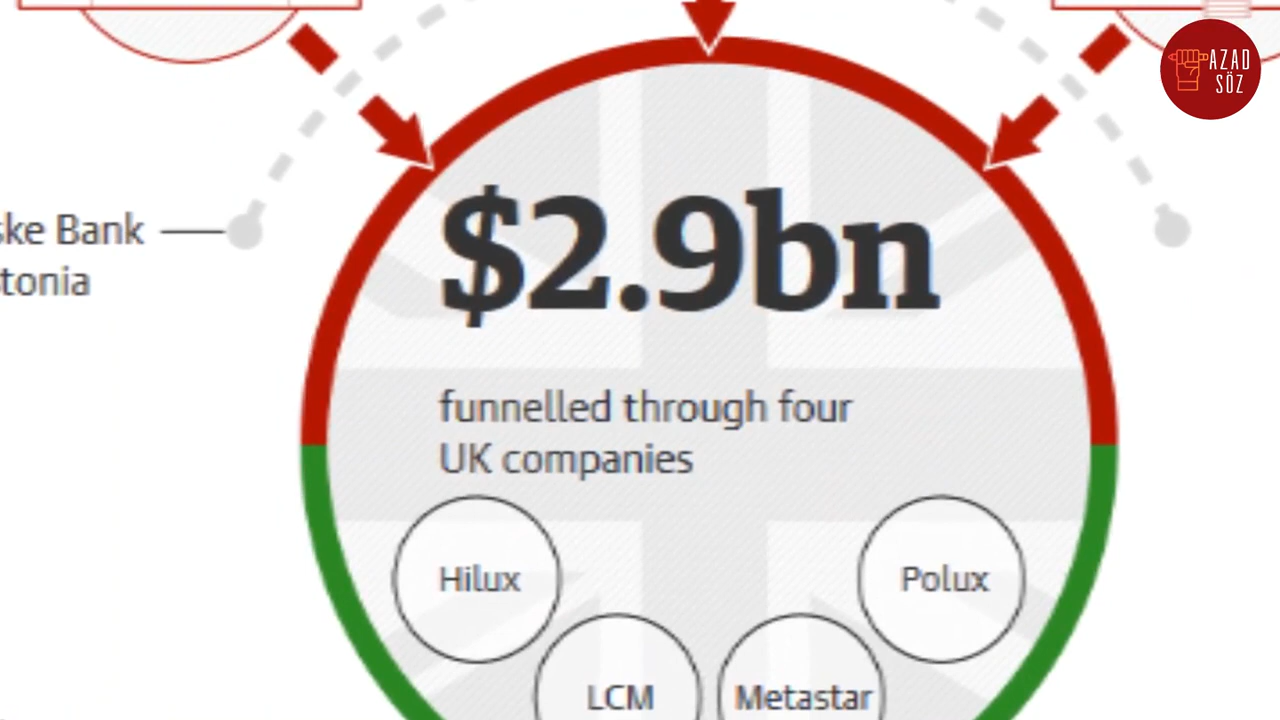 AZAD
SÖZ
$2.9bn
ske Bank
tonia
funnelled through four
UK companies
Hilux
Polux
LCM
Metastar